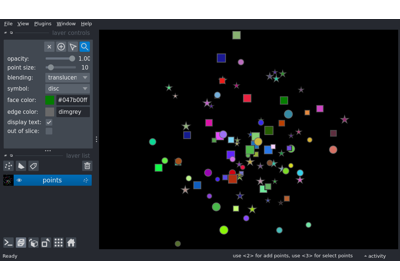 File View Plugins Window Help
layer controls
opacity: 1.00
point size: 10
blending: translucen
symbol: disc
face color: #047b00ff
edge color: dimgrey
display text:
out of slice:
layer list
points
Ready
use <2> for add points, use <3> for select points
activity